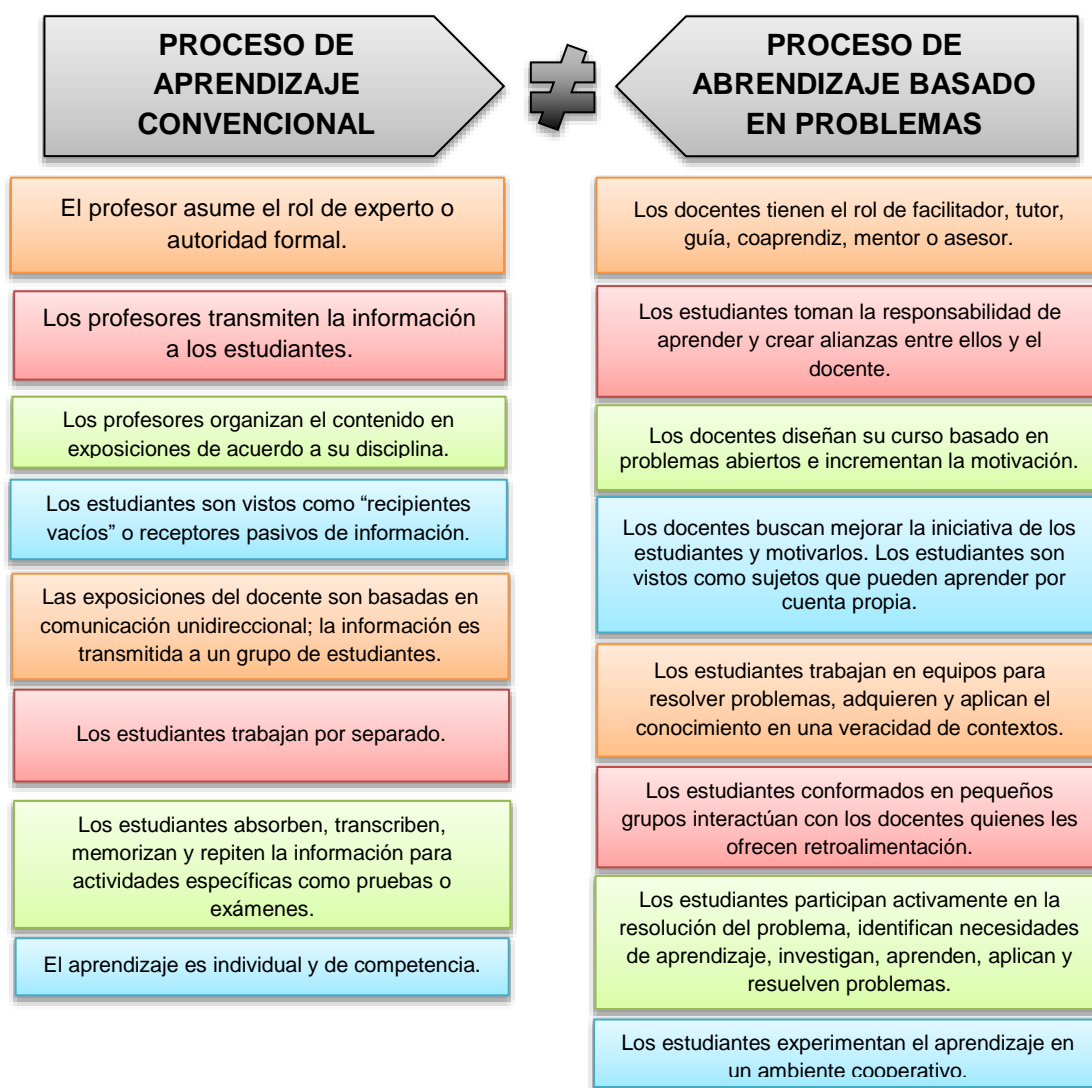 PROCESO DE
APRENDIZAJE
CONVENCIONAL
≠
PROCESO DE
ABRENDIZAJE BASADO
EN PROBLEMAS
El profesor asume el rol de experto o
autoridad formal.
Los profesores transmiten la información
a los estudiantes.
Los profesores organizan el contenido en
exposiciones de acuerdo a su disciplina.
Los estudiantes son vistos como “recipientes
vacíos” o receptores pasivos de información.
Las exposiciones del docente son basadas en
comunicación unidireccional; la información es
transmitida a un grupo de estudiantes.
Los estudiantes trabajan por separado.
Los estudiantes absorben, transcriben,
memorizan y repiten la información para
actividades específicas como pruebas o
exámenes.
El aprendizaje es individual y de competencia.
Los docentes tienen el rol de facilitador, tutor,
guía, coaprendiz, mentor o asesor.
Los estudiantes toman la responsabilidad de
aprender y crear alianzas entre ellos y el
docente.
Los docentes diseñan su curso basado en
problemas abiertos e incrementan la motivación.
Los docentes buscan mejorar la iniciativa de los
estudiantes y motivarlos. Los estudiantes son
vistos como sujetos que pueden aprender por
cuenta propia.
Los estudiantes trabajan en equipos para
resolver problemas, adquieren y aplican el
conocimiento en una veracidad de contextos.
Los estudiantes conformados en pequeños
grupos interactúan con los docentes quienes les
ofrecen retroalimentación.
Los estudiantes participan activamente en la
resolución del problema, identifican necesidades
de aprendizaje, investigan, aprenden, aplican y
resuelven problemas.
Los estudiantes experimentan el aprendizaje en
un ambiente cooperativo.